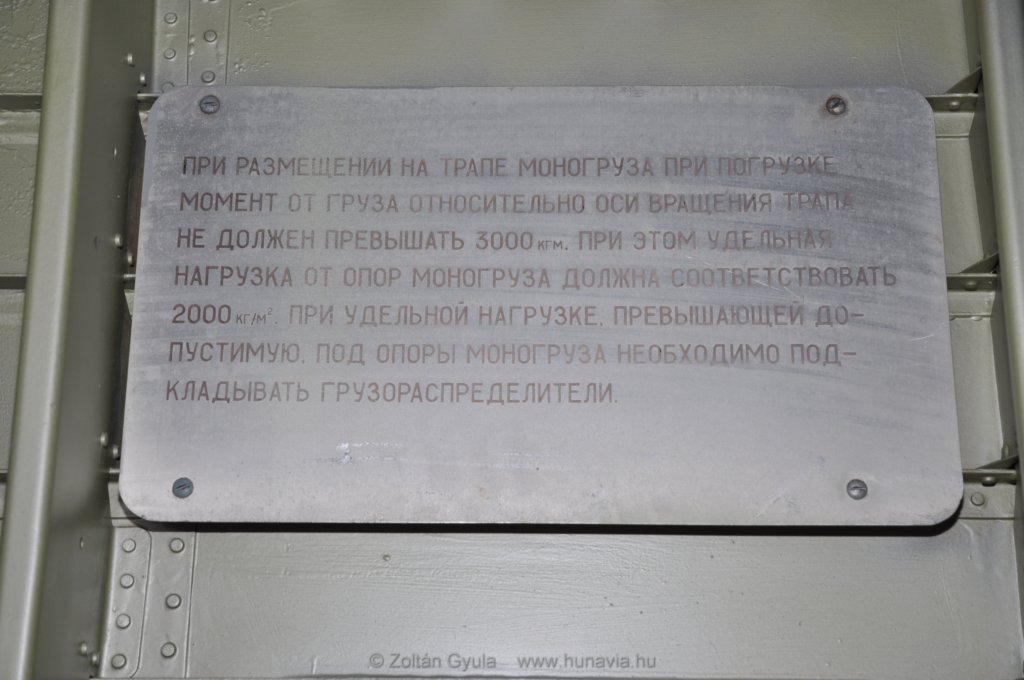 ПРИ РАЗМЕЩЕНИИ НА ТРАПЕ МОНОГРУЗА ПРИ ПОГРУЗКЕ
МОМЕНТ ОТ ГРУЗА ОТНОСИТЕЛЬНО ОСИ ВРАЩЕНИЯ ТРАПА
НЕ ДОЛЖЕН ПРЕВЫШАТЬ 3000 КГМ. ПРИ ЭТОМ УДЕЛЬНАЯ
НАГРУЗКА ОТ ОПОР МОНОГРУЗА ДОЛЖНА СООТВЕТСТВОВАТЬ
2000 КГ/М². ПРИ УДЕЛЬНОЙ НАГРУЗКЕ, ПРЕВЫШАЮЩЕЙ ДО-
ПУСТИМУЮ, ПОД ОПОРЫ МОНОГРУЗА НЕОБХОДИМО ПОД-
КЛАДЫВАТЬ ГРУЗОРАСПРЕДЕЛИТЕЛИ.
© Zoltán Gyula www.hunavia.hu